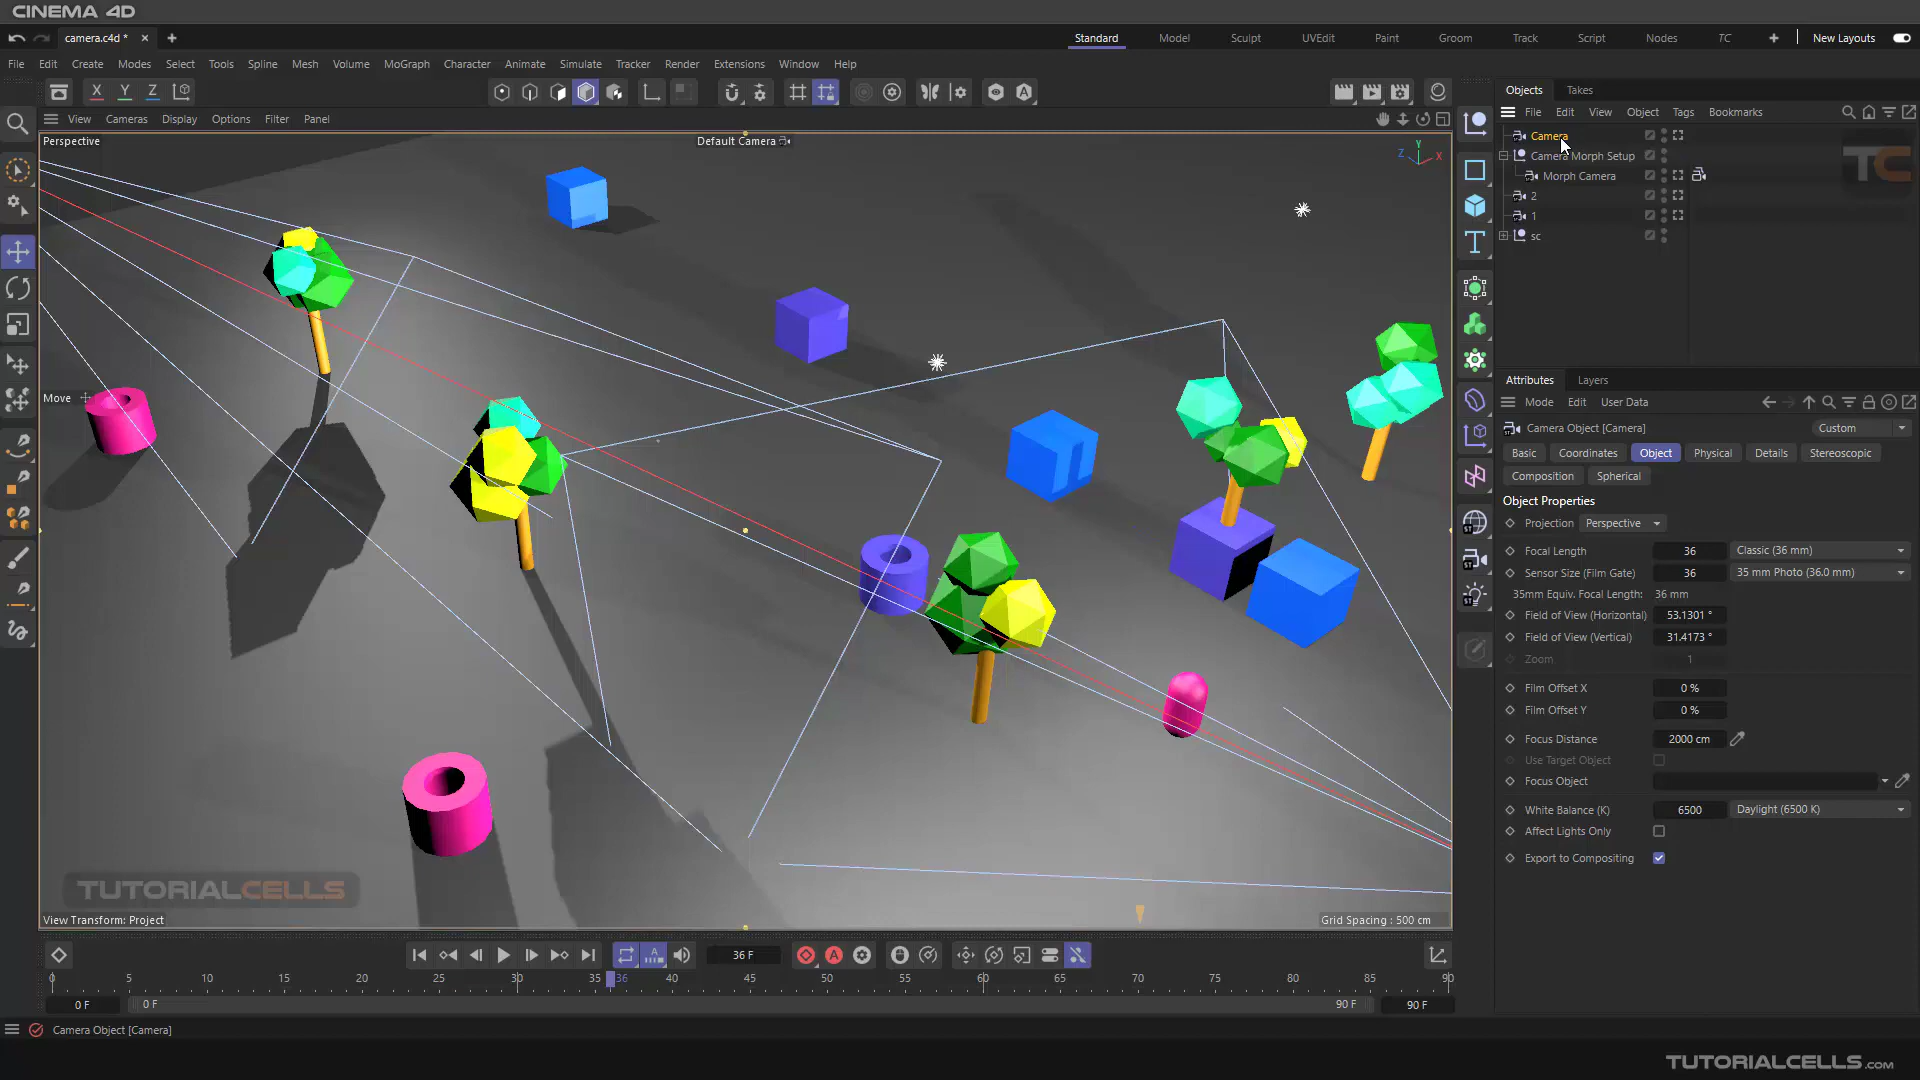 CINEMA 4D
camera.c4d *
Standard Model Sculpt UVEdit Paint Groom Track Script Nodes TC New Layouts
File Edit Create Modes Select Tools Spline Mesh Volume MoGraph Character Animate Simulate Tracker Render Extensions Window Help
X Y Z
Objects Takes
View Cameras Display Options Filter Panel
File Edit View Object Tags Bookmarks
Perspective
Default Camera
Z Y X
Camera
Camera Morph Setup
Morph Camera
2
1
sc
TC
T
Move
Attributes Layers
Mode Edit User Data
Camera Object [Camera] Custom
Basic Coordinates Object Physical Details Stereoscopic
Composition Spherical
Object Properties
Projection Perspective
Focal Length 36 Classic (36 mm)
Sensor Size (Film Gate) 36 35 mm Photo (36.0 mm)
35mm Equiv. Focal Length: 36 mm
Field of View (Horizontal) 53.1301 °
Field of View (Vertical) 31.4173 °
Zoom 1
Film Offset X 0 %
Film Offset Y 0 %
Focus Distance 2000 cm
Use Target Object
Focus Object
White Balance (K) 6500 Daylight (6500 K)
Affect Lights Only
Export to Compositing
ST
ST
ST
TUTORIALCELLS
View Transform: Project
Grid Spacing : 500 cm
36 F
0 5 10 15 20 25 30 35 36 40 45 50 55 60 65 70 75 80 85 90
0 F 0 F 90 F 90 F
Camera Object [Camera]
TUTORIALCELLS.COM